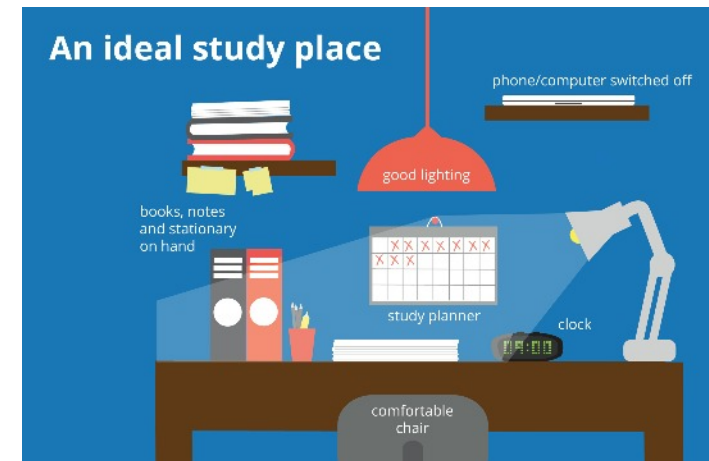 An ideal study place
phone/computer switched off
good lighting
books, notes
and stationary
on hand
X X X X X X X
X X X
study planner
clock
09:00
comfortable
chair